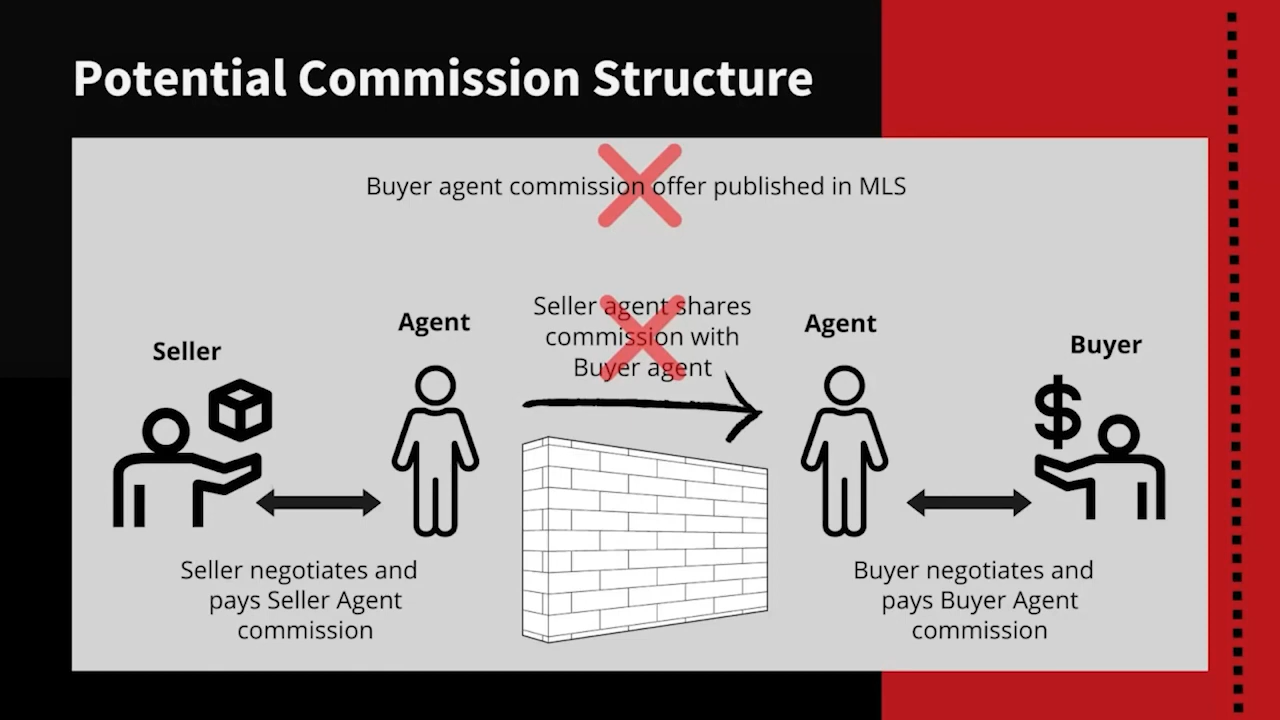 Potential Commission Structure
Buyer agent commission offer published in MLS
Seller
Agent
Seller agent shares
commission with
Buyer agent
Agent
Buyer
$
Seller negotiates and
pays Seller Agent
commission
Buyer negotiates and
pays Buyer Agent
commission